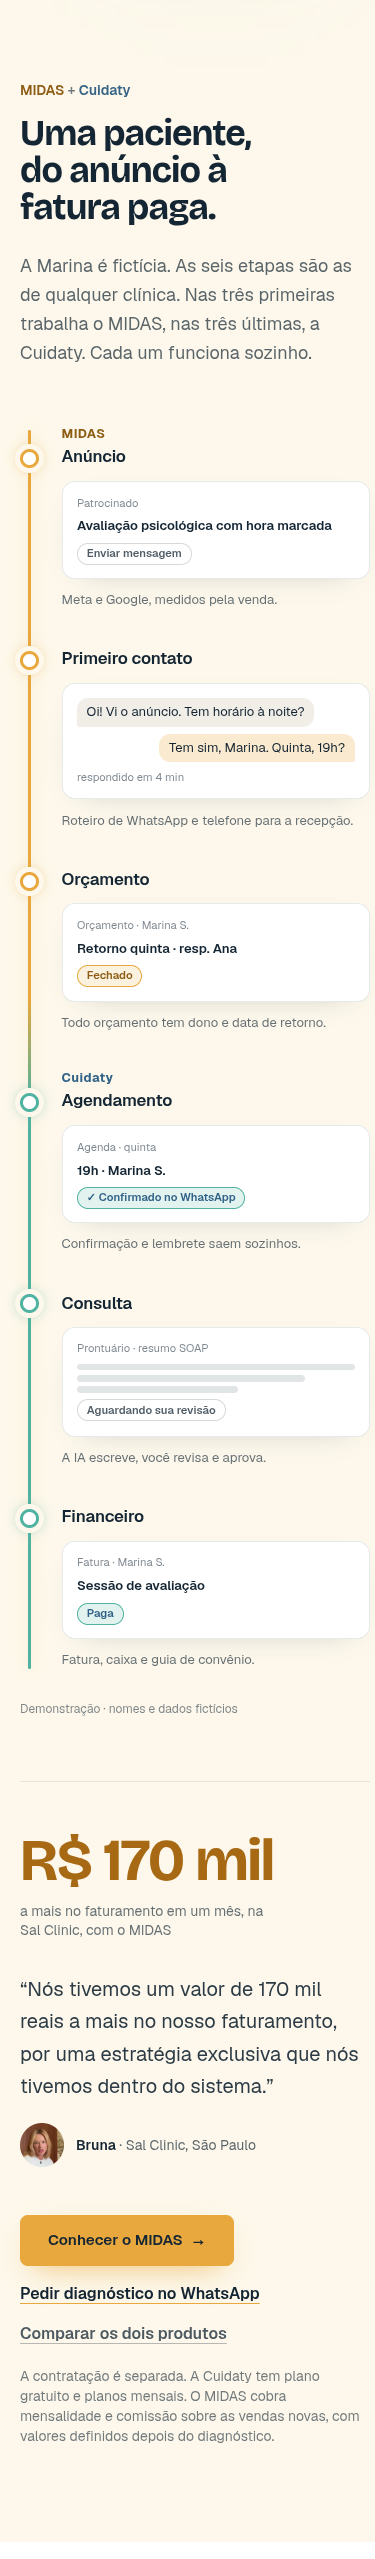 MIDAS + Cuidaty
Uma paciente,
do anúncio à
fatura paga.
A Marina é fictícia. As seis etapas são as
de qualquer clínica. Nas três primeiras
trabalha o MIDAS, nas três últimas, a
Cuidaty. Cada um funciona sozinho.
MIDAS
Anúncio
Patrocinado
Avaliação psicológica com hora marcada
Enviar mensagem
Meta e Google, medidos pela venda.
Primeiro contato
Oi! Vi o anúncio. Tem horário à noite?
Tem sim, Marina. Quinta, 19h?
respondido em 4 min
Roteiro de WhatsApp e telefone para a recepção.
Orçamento
Orçamento · Marina S.
Retorno quinta · resp. Ana
Fechado
Todo orçamento tem dono e data de retorno.
Cuidaty
Agendamento
Agenda · quinta
19h · Marina S.
✓ Confirmado no WhatsApp
Confirmação e lembrete saem sozinhos.
Consulta
Prontuário · resumo SOAP
Aguardando sua revisão
A IA escreve, você revisa e aprova.
Financeiro
Fatura · Marina S.
Sessão de avaliação
Paga
Fatura, caixa e guia de convênio.
Demonstração · nomes e dados fictícios
R$ 170 mil
a mais no faturamento em um mês, na
Sal Clinic, com o MIDAS
“Nós tivemos um valor de 170 mil
reais a mais no nosso faturamento,
por uma estratégia exclusiva que nós
tivemos dentro do sistema.”
Bruna · Sal Clinic, São Paulo
Conhecer o MIDAS →
Pedir diagnóstico no WhatsApp
Comparar os dois produtos
A contratação é separada. A Cuidaty tem plano
gratuito e planos mensais. O MIDAS cobra
mensalidade e comissão sobre as vendas novas, com
valores definidos depois do diagnóstico.